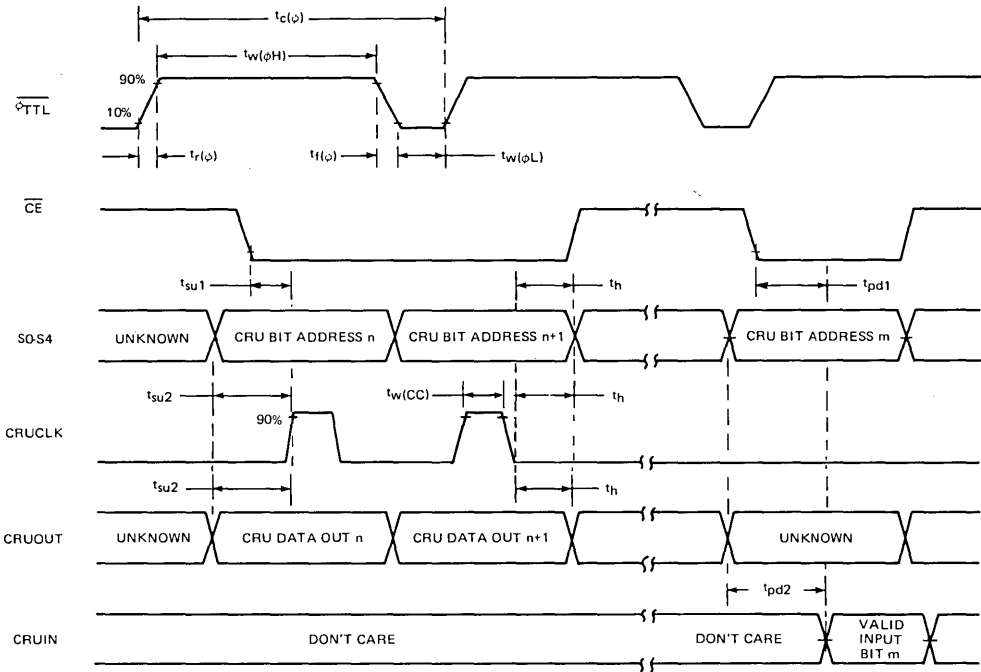 tc(φ)
tw(φH)
90%
φTTL
10%
tr(φ)
tf(φ)
tw(φL)
CE
tsu1
th
tpd1
S0-S4
UNKNOWN
CRU BIT ADDRESS n
CRU BIT ADDRESS n+1
CRU BIT ADDRESS m
tsu2
tw(CC)
th
90%
CRUCLK
tsu2
th
CRUOUT
UNKNOWN
CRU DATA OUT n
CRU DATA OUT n+1
UNKNOWN
tpd2
CRUIN
DON'T CARE
DON'T CARE
VALID
INPUT
BIT m